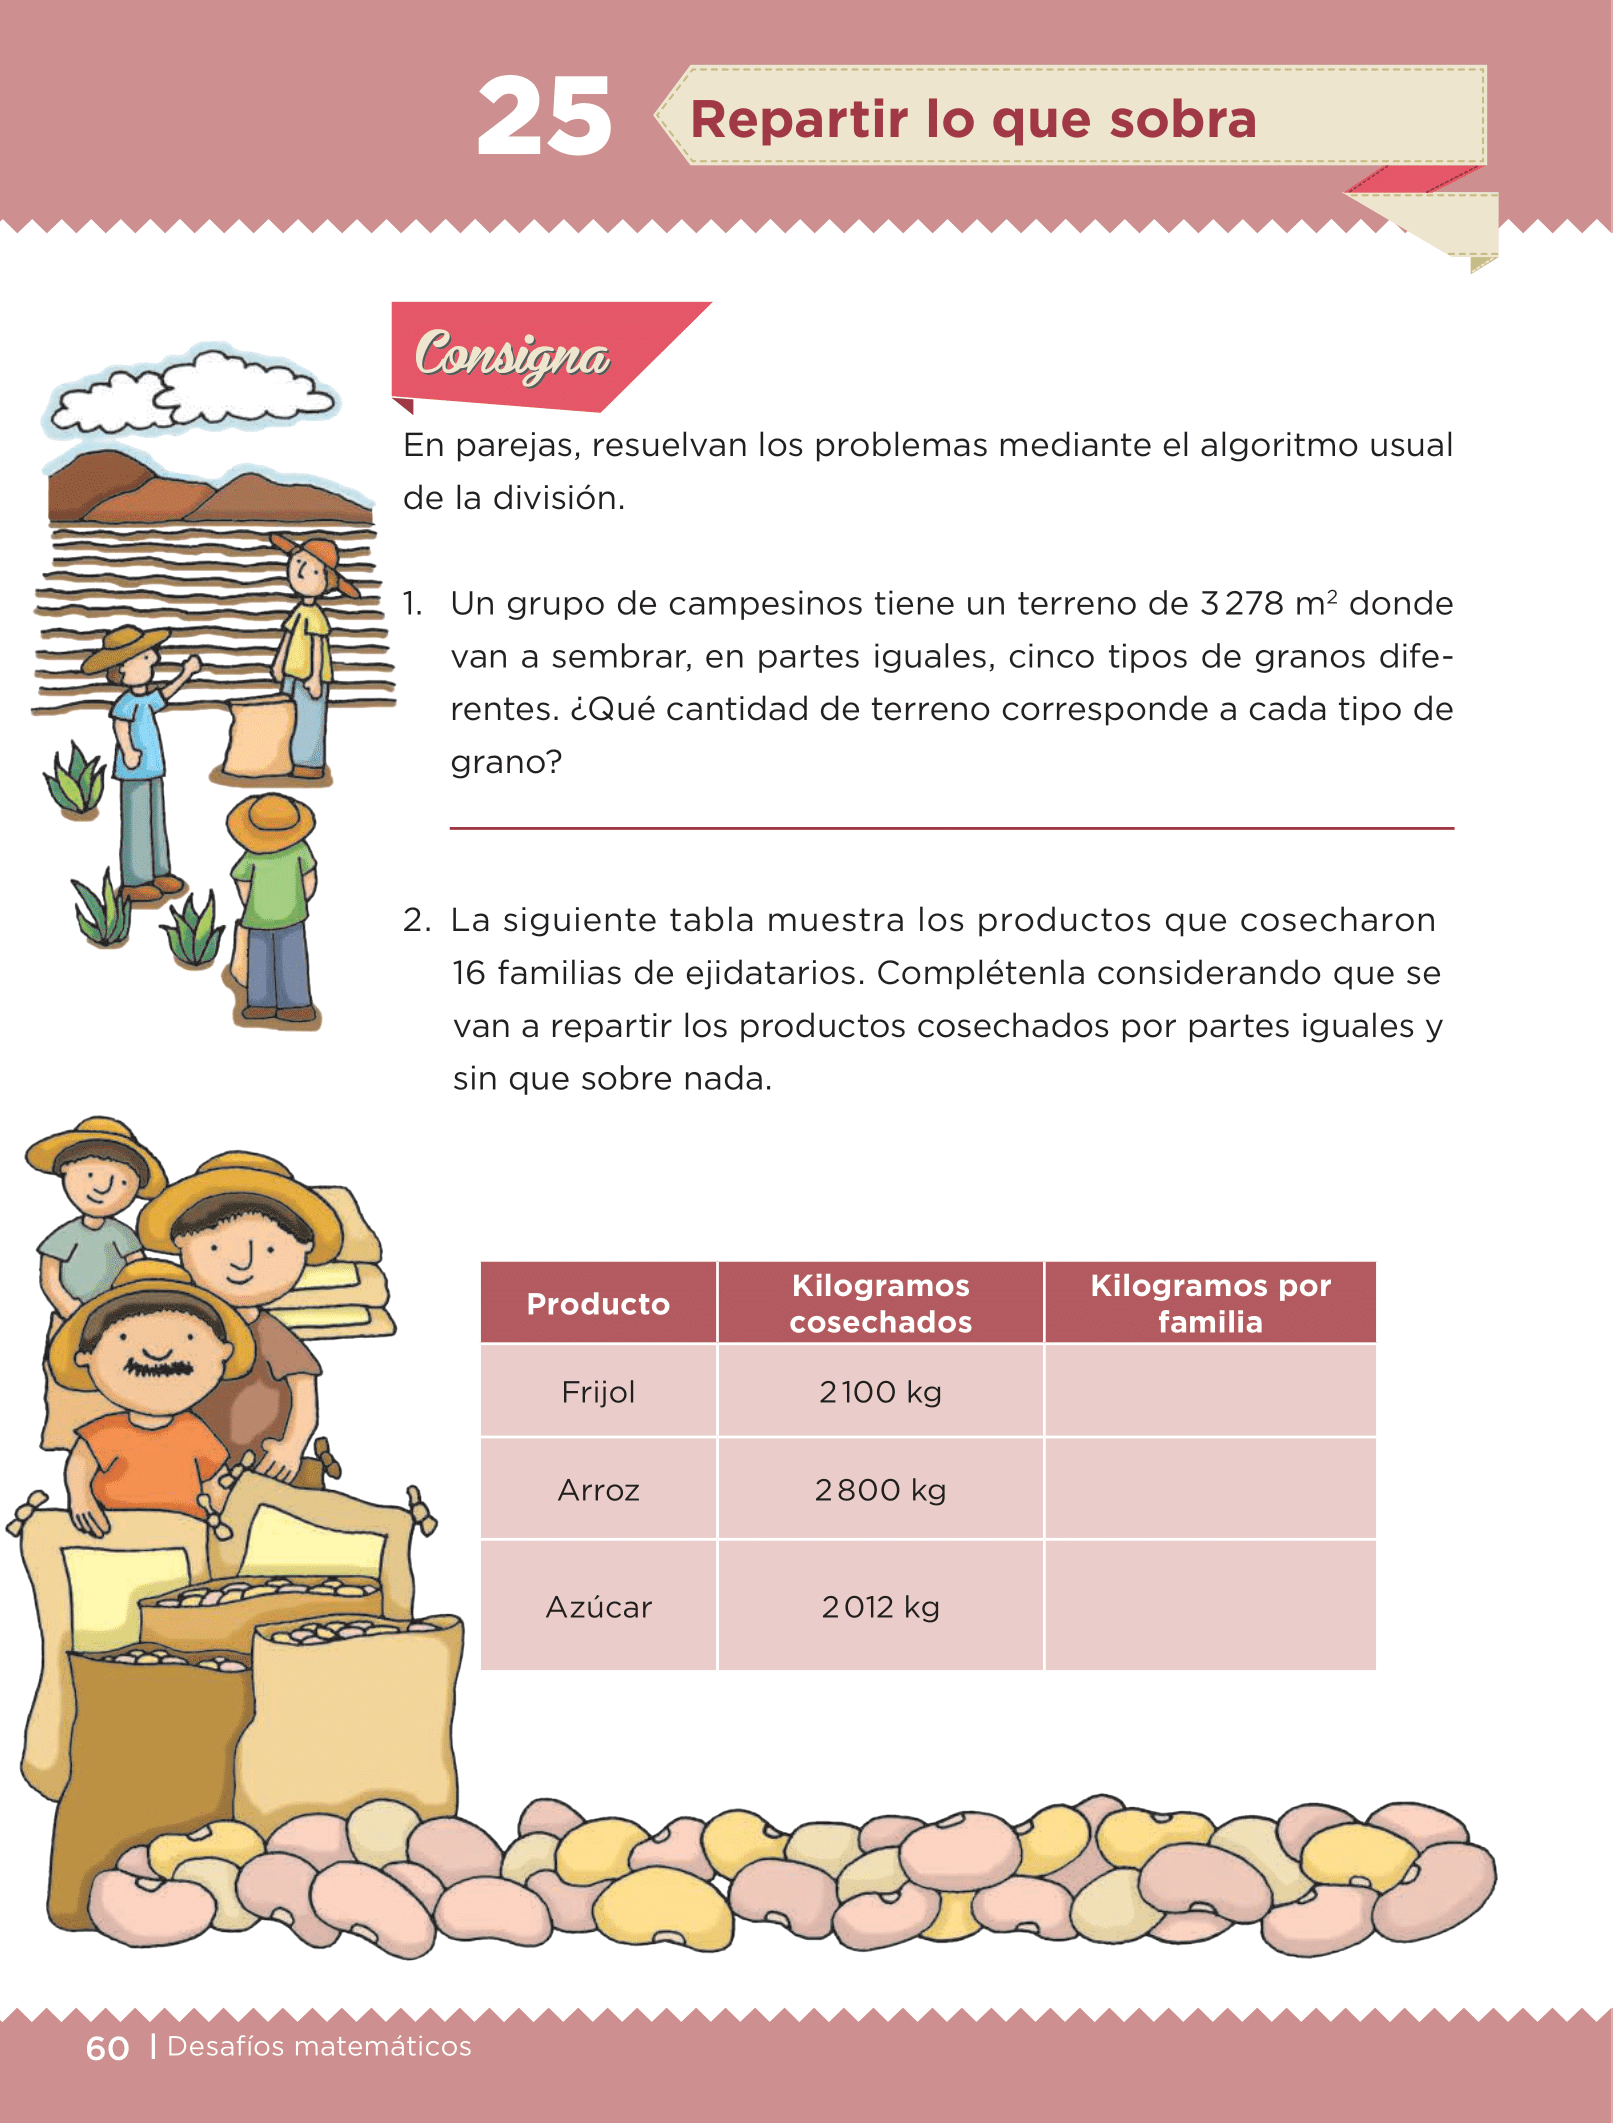 25
Repartir lo que sobra
Consigna
En parejas, resuelvan los problemas mediante el algoritmo usual
de la división.
1. Un grupo de campesinos tiene un terreno de 3 278 m² donde
van a sembrar, en partes iguales, cinco tipos de granos dife-
rentes. ¿Qué cantidad de terreno corresponde a cada tipo de
grano?
2. La siguiente tabla muestra los productos que cosecharon
16 familias de ejidatarios. Complétenla considerando que se
van a repartir los productos cosechados por partes iguales y
sin que sobre nada.
Producto
Kilogramos
cosechados
Kilogramos por
familia
Frijol
2 100 kg
Arroz
2 800 kg
Azúcar
2 012 kg
60 | Desafíos matemáticos